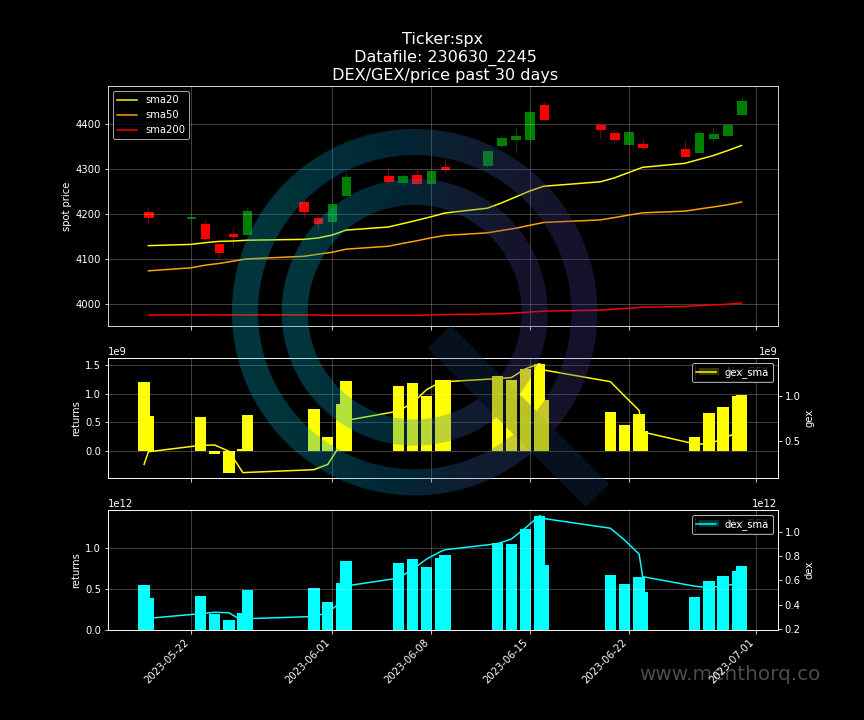 Ticker:spx
Datafile: 230630_2245
DEX/GEX/price past 30 days
sma20
sma50
sma200
4400
4300
4200
4100
4000
spot price
1e9
1e9
1.5
1.0
0.5
0.0
returns
gex_sma
1.0
0.5
gex
1e12
1e12
1.0
0.5
0.0
returns
dex_sma
1.0
0.8
0.6
0.4
0.2
dex
2023-05-22
2023-06-01
2023-06-08
2023-06-15
2023-06-22
2023-07-01
www.menthorq.co